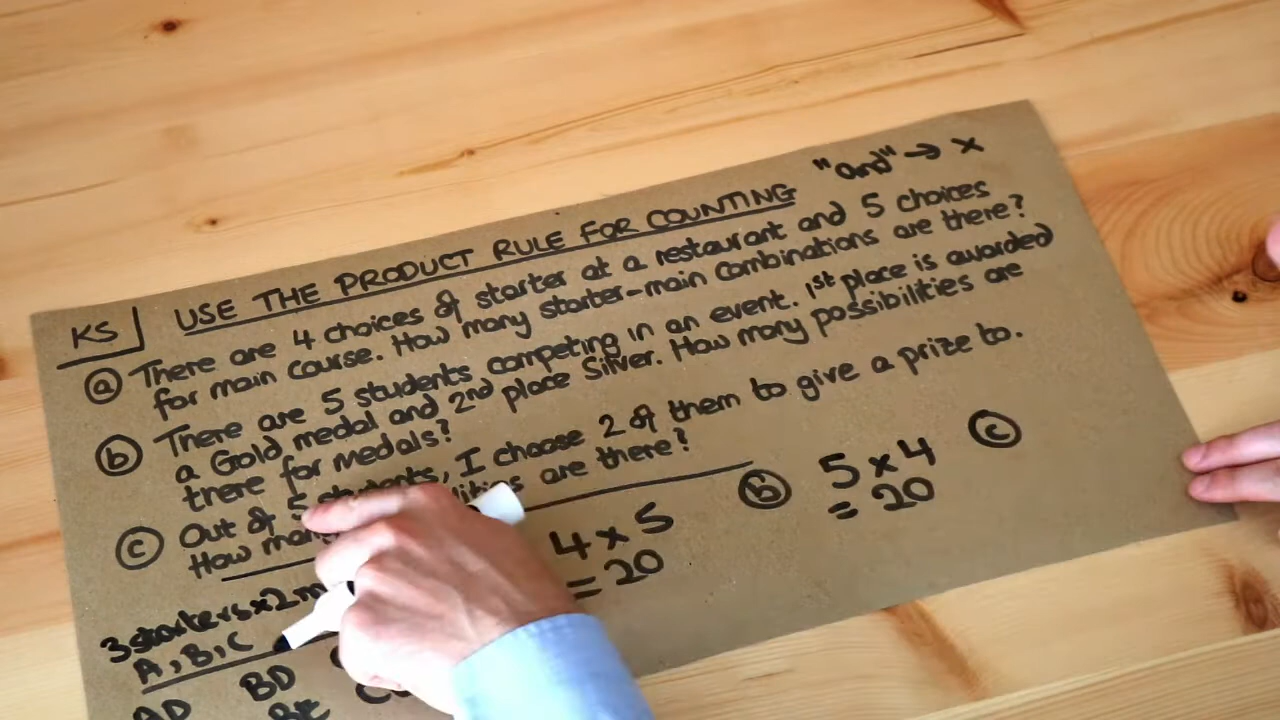 "and" → ×
KS USE THE PRODUCT RULE FOR COUNTING
ⓐ There are 4 choices of starter at a restaurant and 5 choices
for main course. How many starter-main combinations are there?
ⓑ There are 5 students competing in an event. 1st place is awarded
a Gold medal and 2nd place Silver. How many possibilities are
there for medals?
ⓒ Out of 5 students, I choose 2 of them to give a prize to.
How are there?
4 × 5
= 20
ⓑ 5 × 4
= 20
ⓒ
3 starters × 2
A, B, C
AD BD
BE